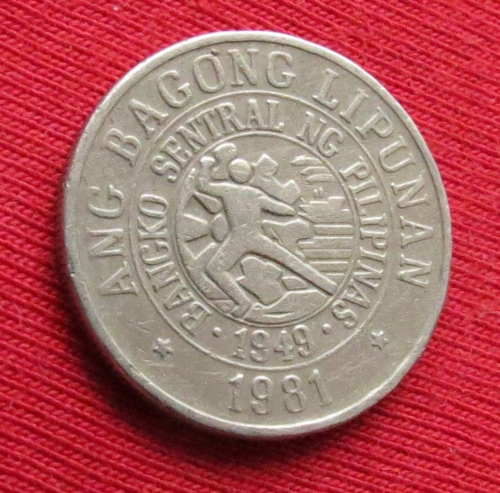 ANG BAGONG LIPUNAN
BANGKO SENTRAL NG PILIPINAS
· 1949 ·
1981